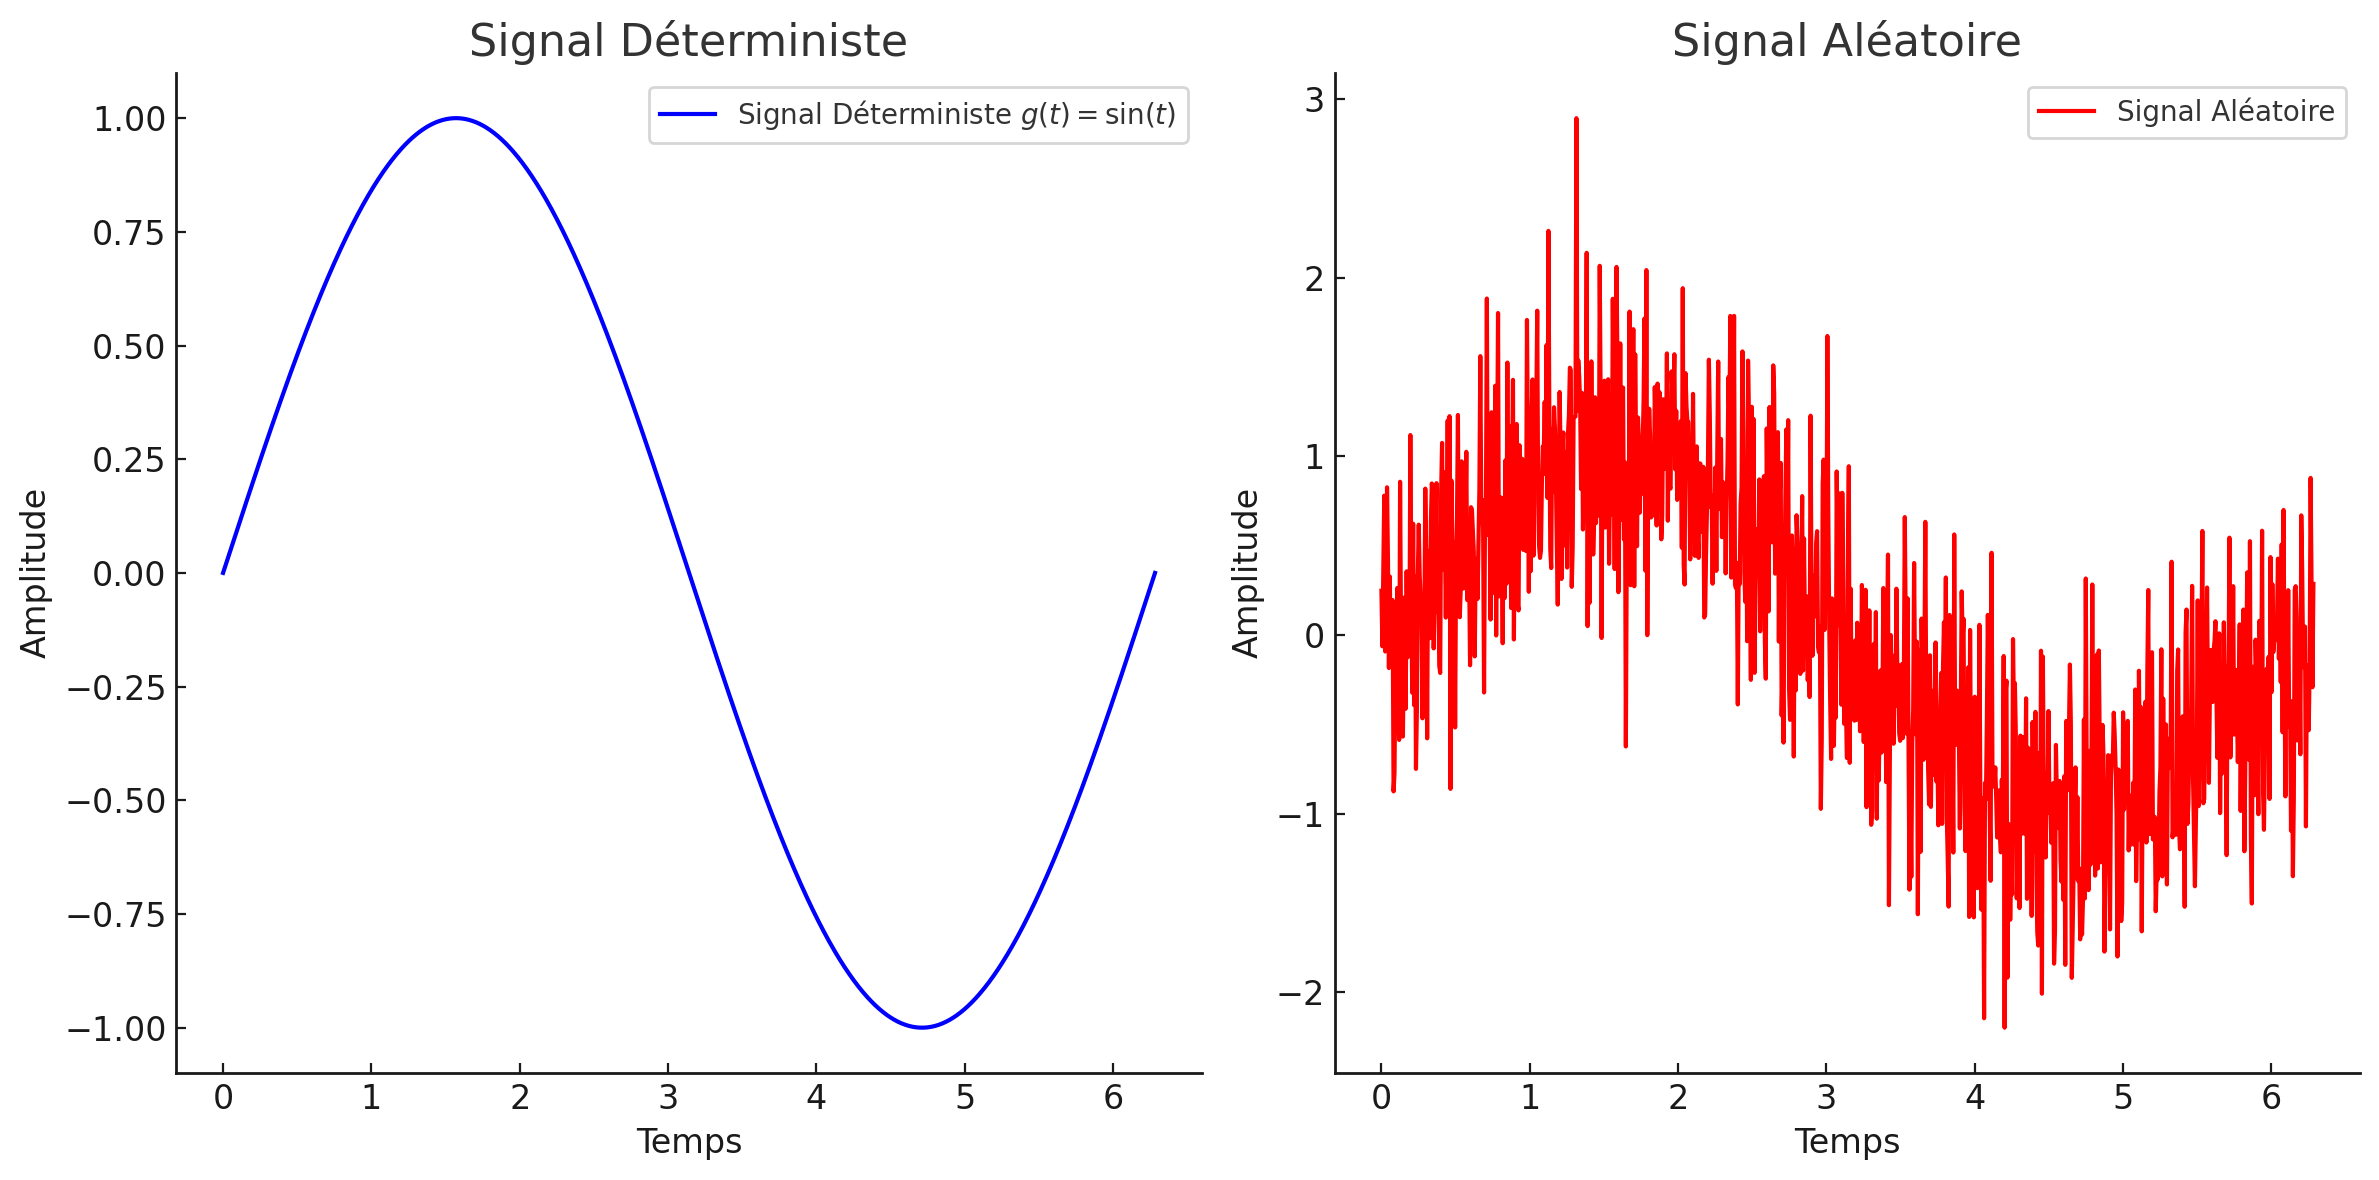 Signal Déterministe
Signal Déterministe g(t) = sin(t)
1.00
0.75
0.50
0.25
0.00
−0.25
−0.50
−0.75
−1.00
Amplitude
0 1 2 3 4 5 6
Temps
Signal Aléatoire
Signal Aléatoire
3
2
1
0
−1
−2
Amplitude
0 1 2 3 4 5 6
Temps